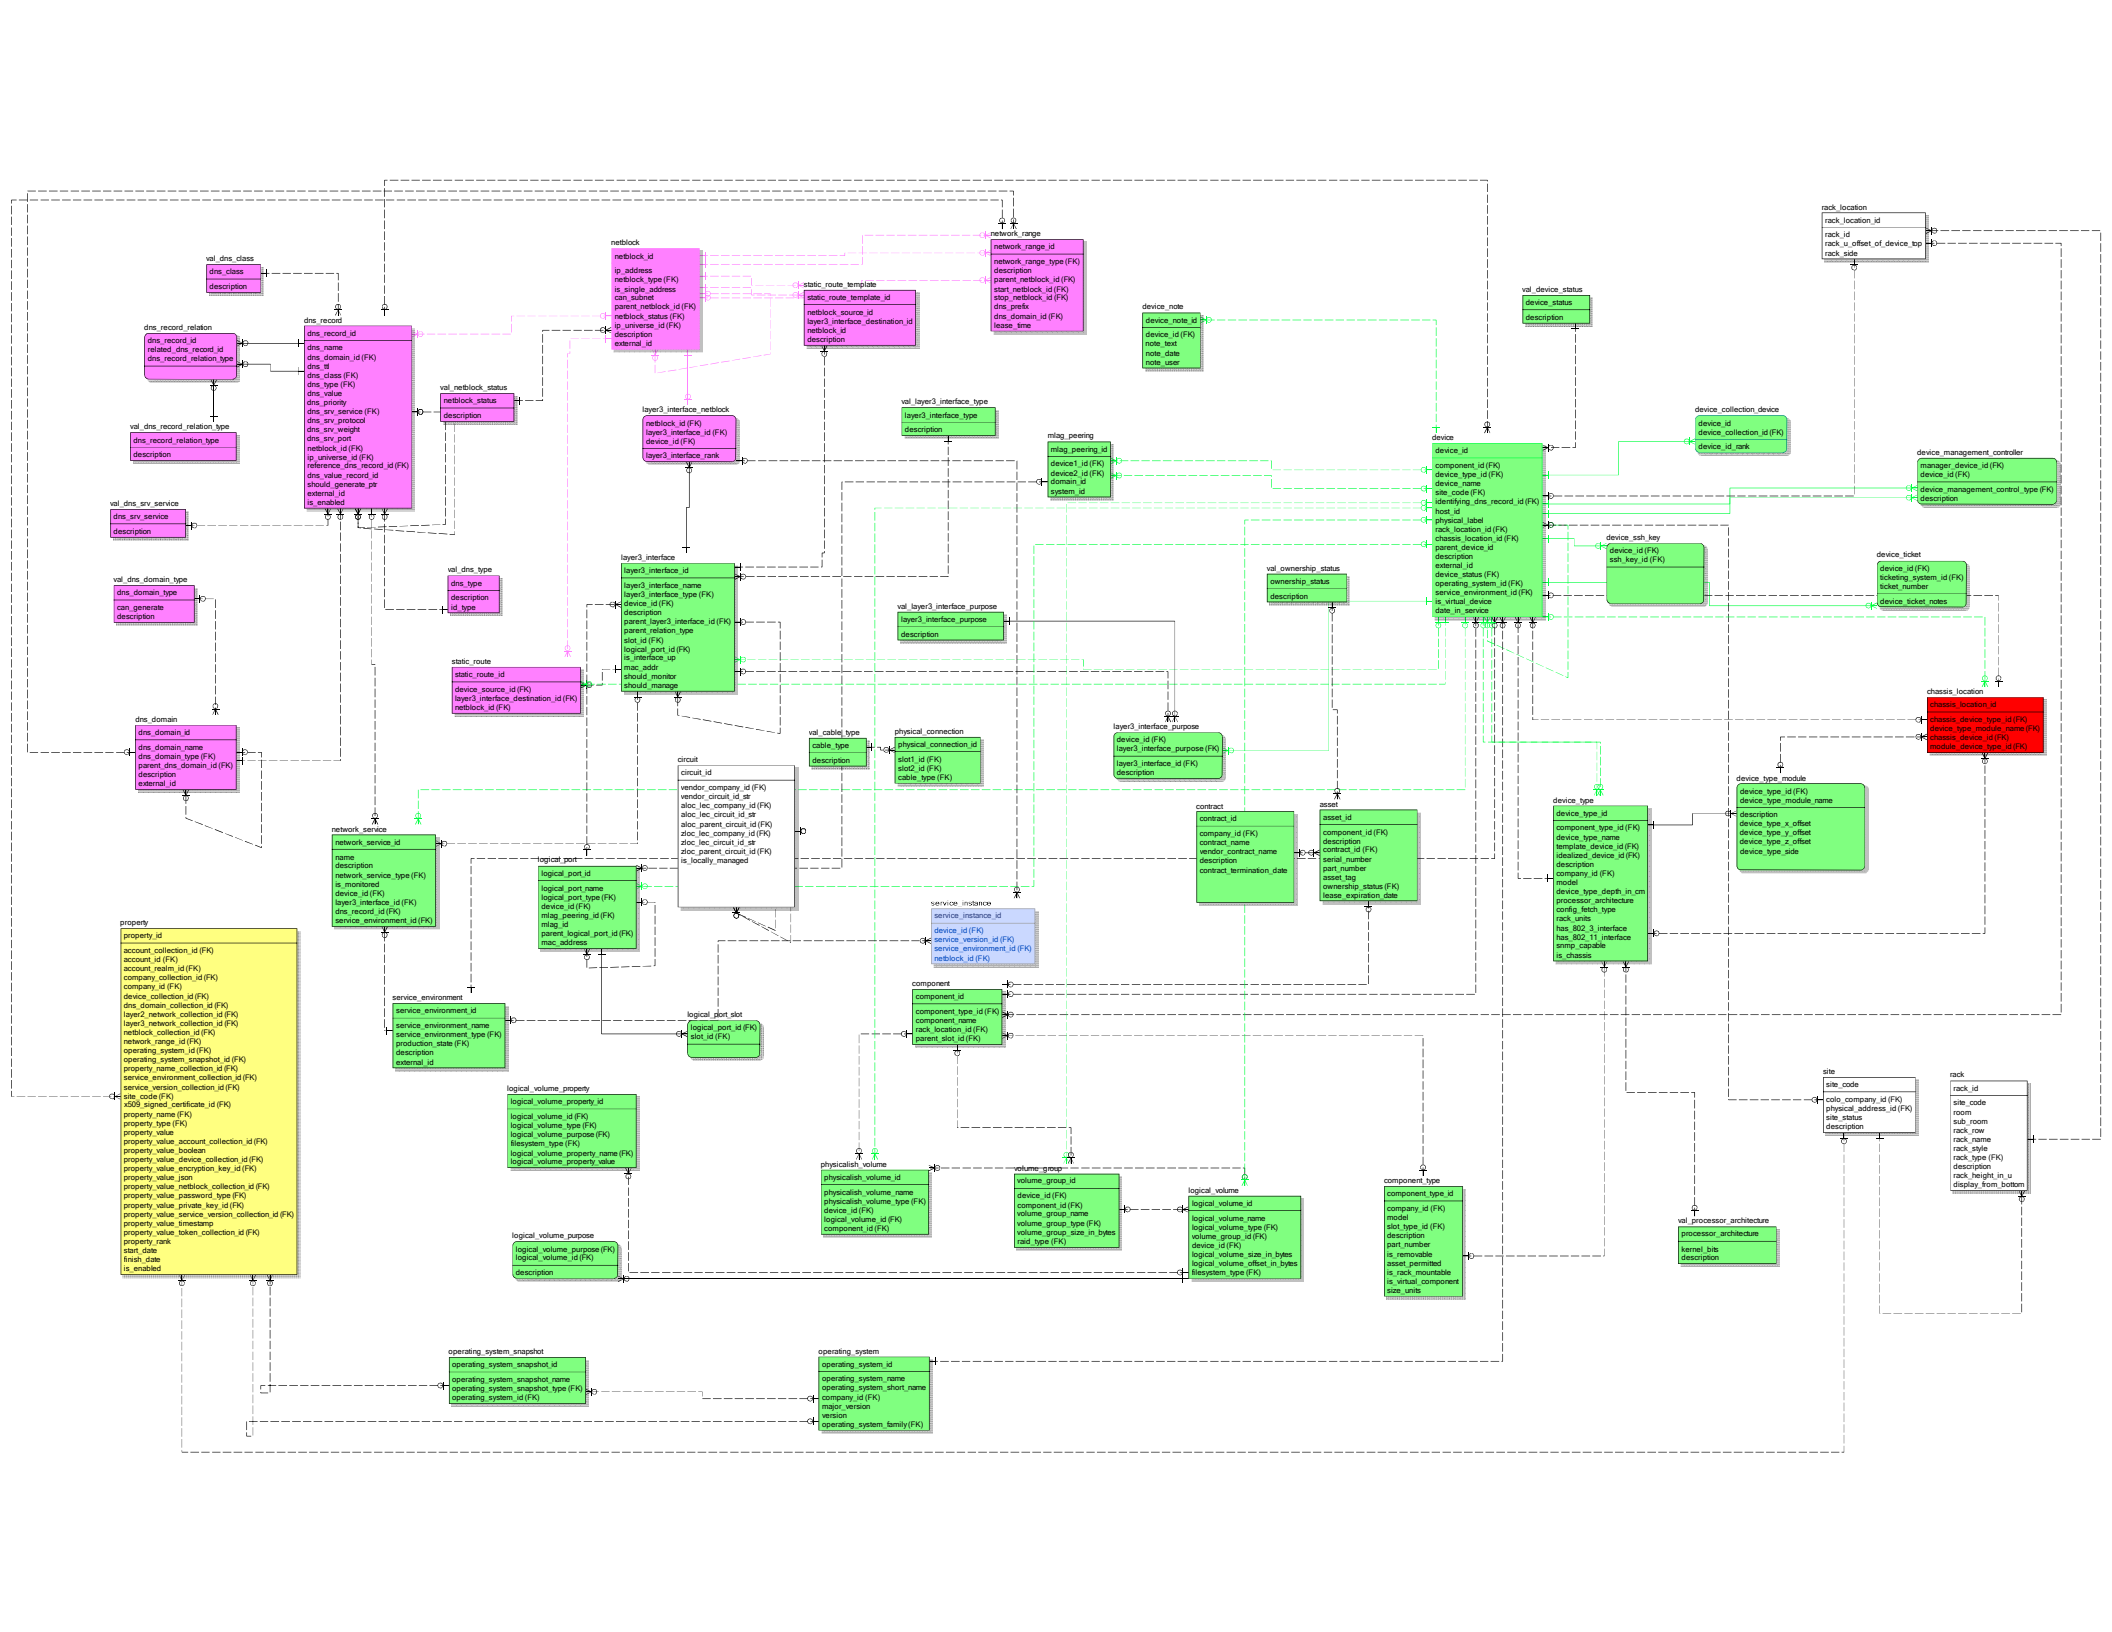 rack_location
rack_location_id
rack_id
rack_u_offset_of_device_top
rack_side
network_range
network_range_id
network_range_type (FK)
description
parent_netblock_id (FK)
start_netblock_id (FK)
stop_netblock_id (FK)
dns_prefix
dns_domain_id (FK)
lease_time
netblock
netblock_id
ip_address
netblock_type (FK)
is_single_address
can_subnet
parent_netblock_id (FK)
netblock_status (FK)
ip_universe_id (FK)
description
external_id
val_dns_class
dns_class
description
static_route_template
static_route_template_id
netblock_source_id
layer3_interface_destination_id
netblock_id
description
val_device_status
device_status
description
device_note
device_note_id
device_id (FK)
note_text
note_date
note_user
dns_record
dns_record_id
dns_name
dns_domain_id (FK)
dns_ttl
dns_class (FK)
dns_type (FK)
dns_value
dns_priority
dns_srv_service (FK)
dns_srv_protocol
dns_srv_weight
dns_srv_port
netblock_id (FK)
ip_universe_id (FK)
reference_dns_record_id (FK)
dns_value_record_id
should_generate_ptr
external_id
is_enabled
dns_record_relation
dns_record_id
related_dns_record_id
dns_record_relation_type
val_netblock_status
netblock_status
description
val_dns_record_relation_type
dns_record_relation_type
description
layer3_interface_netblock
netblock_id (FK)
layer3_interface_id (FK)
device_id (FK)
layer3_interface_rank
val_layer3_interface_type
layer3_interface_type
description
mlag_peering
mlag_peering_id
device1_id (FK)
device2_id (FK)
domain_id
system_id
device
device_id
component_id (FK)
device_type_id (FK)
device_name
site_code (FK)
identifying_dns_record_id (FK)
host_id
physical_label
rack_location_id (FK)
chassis_location_id (FK)
parent_device_id
description
external_id
device_status (FK)
operating_system_id (FK)
service_environment_id (FK)
is_virtual_device
date_in_service
device_collection_device
device_id
device_collection_id (FK)
device_id_rank
device_management_controller
manager_device_id (FK)
device_id (FK)
device_management_control_type (FK)
description
val_dns_srv_service
dns_srv_service
description
device_ssh_key
device_id (FK)
ssh_key_id (FK)
device_ticket
device_id (FK)
ticketing_system_id (FK)
ticket_number
device_ticket_notes
layer3_interface
layer3_interface_id
layer3_interface_name
layer3_interface_type (FK)
device_id (FK)
description
parent_layer3_interface_id (FK)
parent_relation_type
slot_id (FK)
logical_port_id (FK)
is_interface_up
mac_addr
should_monitor
should_manage
val_dns_type
dns_type
description
id_type
val_ownership_status
ownership_status
description
val_dns_domain_type
dns_domain_type
can_generate
description
val_layer3_interface_purpose
layer3_interface_purpose
description
static_route
static_route_id
device_source_id (FK)
layer3_interface_destination_id (FK)
netblock_id (FK)
chassis_location
chassis_location_id
chassis_device_type_id (FK)
device_type_module_name (FK)
chassis_device_id (FK)
module_device_type_id (FK)
dns_domain
dns_domain_id
dns_domain_name
dns_domain_type (FK)
parent_dns_domain_id (FK)
description
external_id
layer3_interface_purpose
device_id (FK)
layer3_interface_purpose (FK)
layer3_interface_id (FK)
description
val_cable_type
cable_type
description
physical_connection
physical_connection_id
slot1_id (FK)
slot2_id (FK)
cable_type (FK)
circuit
circuit_id
vendor_company_id (FK)
vendor_circuit_id_str
aloc_lec_company_id (FK)
aloc_lec_circuit_id_str
aloc_parent_circuit_id (FK)
zloc_lec_company_id (FK)
zloc_lec_circuit_id_str
zloc_parent_circuit_id (FK)
is_locally_managed
device_type_module
device_type_id (FK)
device_type_module_name
description
device_type_x_offset
device_type_y_offset
device_type_z_offset
device_type_side
device_type
device_type_id
component_type_id (FK)
device_type_name
template_device_id (FK)
idealized_device_id (FK)
description
company_id (FK)
model
device_type_depth_in_cm
processor_architecture
config_fetch_type
rack_units
has_802_3_interface
has_802_11_interface
snmp_capable
is_chassis
contract
contract_id
company_id (FK)
contract_name
vendor_contract_name
description
contract_termination_date
asset
asset_id
component_id (FK)
description
contract_id (FK)
serial_number
part_number
asset_tag
ownership_status (FK)
lease_expiration_date
network_service
network_service_id
name
description
network_service_type (FK)
is_monitored
device_id (FK)
layer3_interface_id (FK)
dns_record_id (FK)
service_environment_id (FK)
logical_port
logical_port_id
logical_port_name
logical_port_type (FK)
device_id (FK)
mlag_peering_id (FK)
mlag_id
parent_logical_port_id (FK)
mac_address
service_instance
service_instance_id
device_id (FK)
service_version_id (FK)
service_environment_id (FK)
netblock_id (FK)
property
property_id
account_collection_id (FK)
account_id (FK)
account_realm_id (FK)
company_collection_id (FK)
company_id (FK)
device_collection_id (FK)
dns_domain_collection_id (FK)
layer2_network_collection_id (FK)
layer3_network_collection_id (FK)
netblock_collection_id (FK)
network_range_id (FK)
operating_system_id (FK)
operating_system_snapshot_id (FK)
property_name_collection_id (FK)
service_environment_collection_id (FK)
service_version_collection_id (FK)
site_code (FK)
x509_signed_certificate_id (FK)
property_name (FK)
property_type (FK)
property_value
property_value_account_collection_id (FK)
property_value_boolean
property_value_device_collection_id (FK)
property_value_encryption_key_id (FK)
property_value_json
property_value_netblock_collection_id (FK)
property_value_password_type (FK)
property_value_private_key_id (FK)
property_value_service_version_collection_id (FK)
property_value_timestamp
property_value_token_collection_id (FK)
property_rank
start_date
finish_date
is_enabled
service_environment
service_environment_id
service_environment_name
service_environment_type (FK)
production_state (FK)
description
external_id
logical_port_slot
logical_port_id (FK)
slot_id (FK)
component
component_id
component_type_id (FK)
component_name
rack_location_id (FK)
parent_slot_id (FK)
site
site_code
colo_company_id (FK)
physical_address_id (FK)
site_status
description
rack
rack_id
site_code
room
sub_room
rack_row
rack_name
rack_style
rack_type (FK)
description
rack_height_in_u
display_from_bottom
logical_volume_property
logical_volume_property_id
logical_volume_id (FK)
logical_volume_type (FK)
logical_volume_purpose (FK)
filesystem_type (FK)
logical_volume_property_name (FK)
logical_volume_property_value
physicalish_volume
physicalish_volume_id
physicalish_volume_name
physicalish_volume_type (FK)
device_id (FK)
logical_volume_id (FK)
component_id (FK)
volume_group
volume_group_id
device_id (FK)
component_id (FK)
volume_group_name
volume_group_type (FK)
volume_group_size_in_bytes
raid_type (FK)
logical_volume
logical_volume_id
logical_volume_name
logical_volume_type (FK)
volume_group_id (FK)
device_id (FK)
logical_volume_size_in_bytes
logical_volume_offset_in_bytes
filesystem_type (FK)
component_type
component_type_id
company_id (FK)
model
slot_type_id (FK)
description
part_number
is_removable
asset_permitted
is_rack_mountable
is_virtual_component
size_units
val_processor_architecture
processor_architecture
kernel_bits
description
logical_volume_purpose
logical_volume_purpose (FK)
logical_volume_id (FK)
description
operating_system_snapshot
operating_system_snapshot_id
operating_system_snapshot_name
operating_system_snapshot_type (FK)
operating_system_id (FK)
operating_system
operating_system_id
operating_system_name
operating_system_short_name
company_id (FK)
major_version
version
operating_system_family (FK)